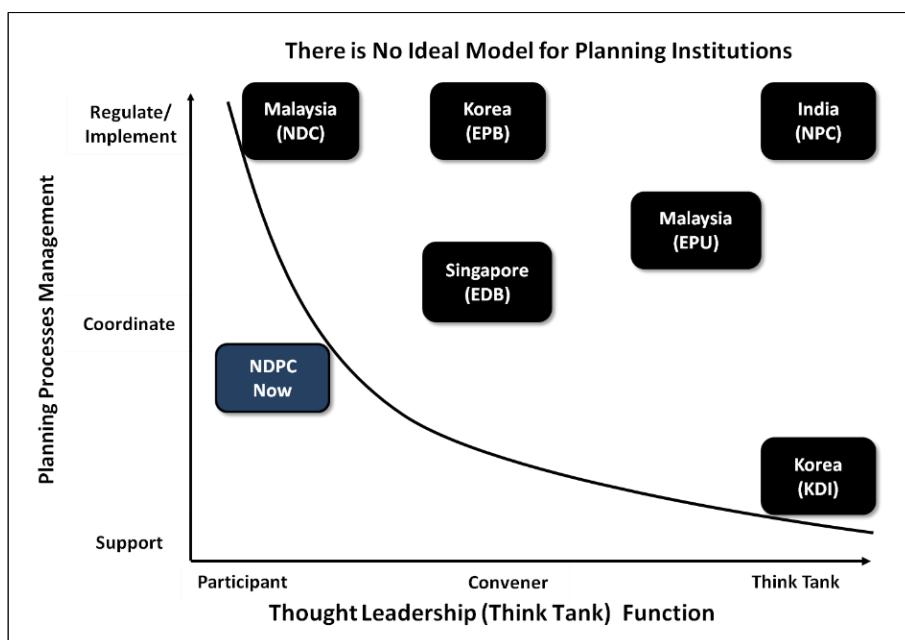 There is No Ideal Model for Planning Institutions
Regulate/
Implement
Malaysia
(NDC)
Korea
(EPB)
India
(NPC)
Malaysia
(EPU)
Singapore
(EDB)
Planning Processes Management
Coordinate
NDPC
Now
Korea
(KDI)
Support
Participant
Convener
Think Tank
Thought Leadership (Think Tank) Function